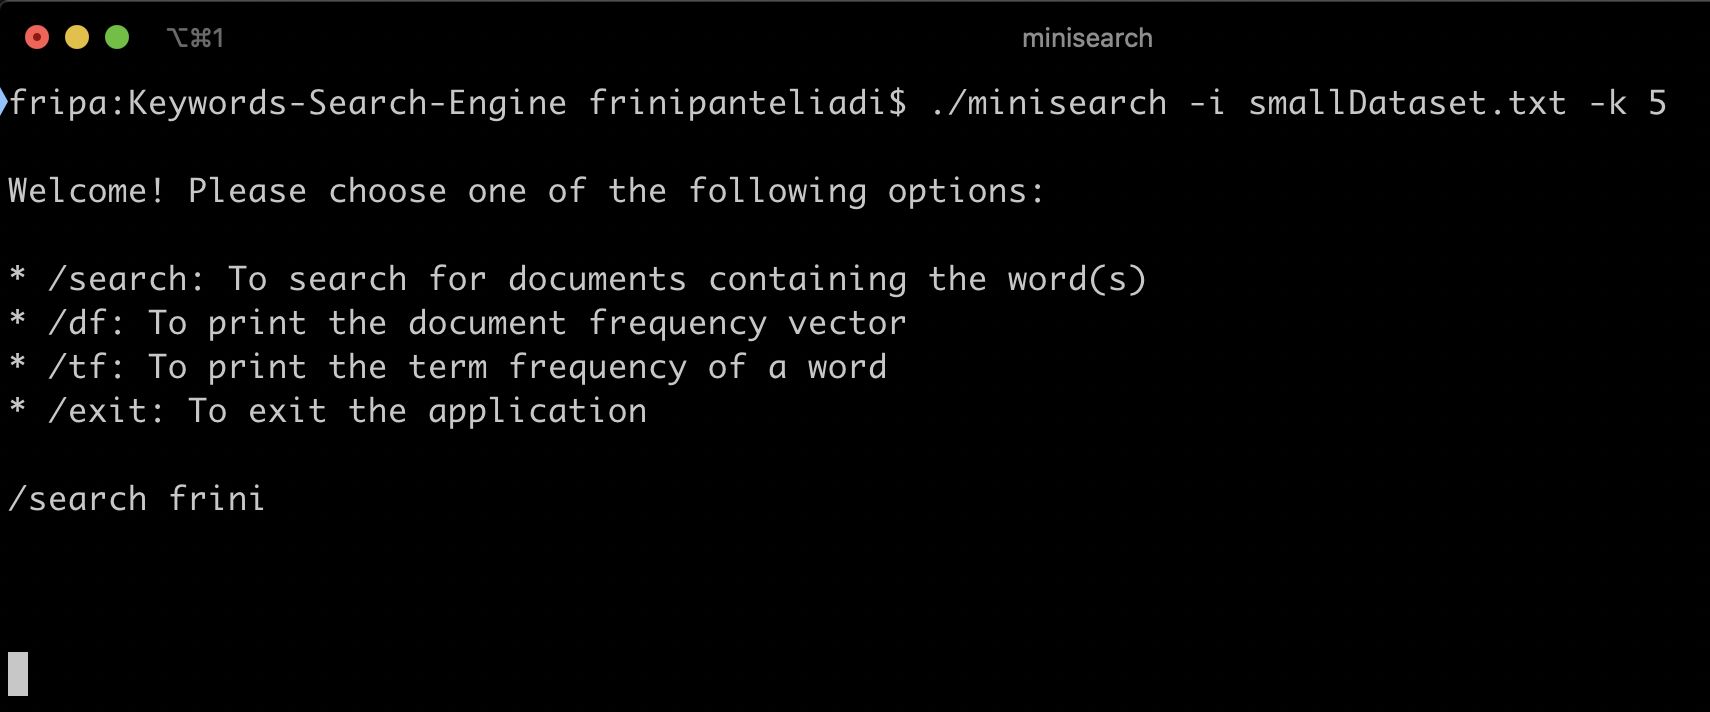 ⌥⌘1
minisearch
fripa:Keywords-Search-Engine frinipanteliadi$ ./minisearch -i smallDataset.txt -k 5
Welcome! Please choose one of the following options:
* /search: To search for documents containing the word(s)
* /df: To print the document frequency vector
* /tf: To print the term frequency of a word
* /exit: To exit the application
/search frini